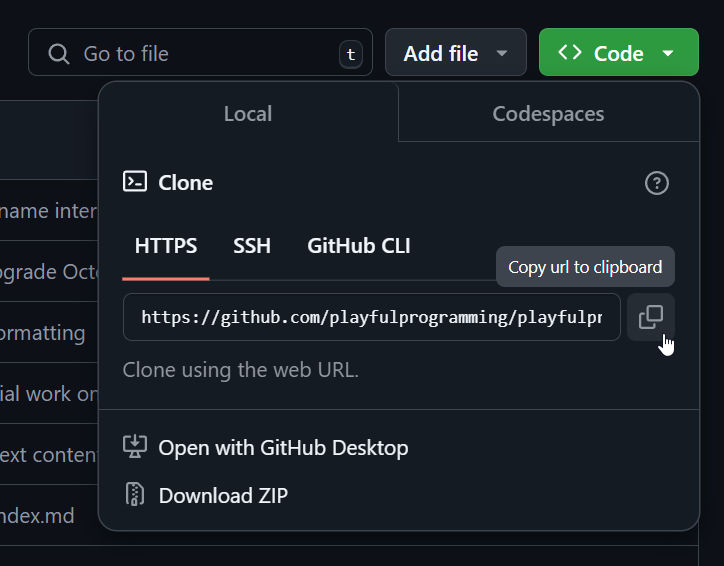 Go to file
t
Add file
<> Code
Local
Codespaces
Clone
HTTPS
SSH
GitHub CLI
Copy url to clipboard
https://github.com/playfulprogramming/playfulpr
Clone using the web URL.
Open with GitHub Desktop
Download ZIP
name inter
pgrade Octo
ormatting
ial work on
ext conten
ndex.md